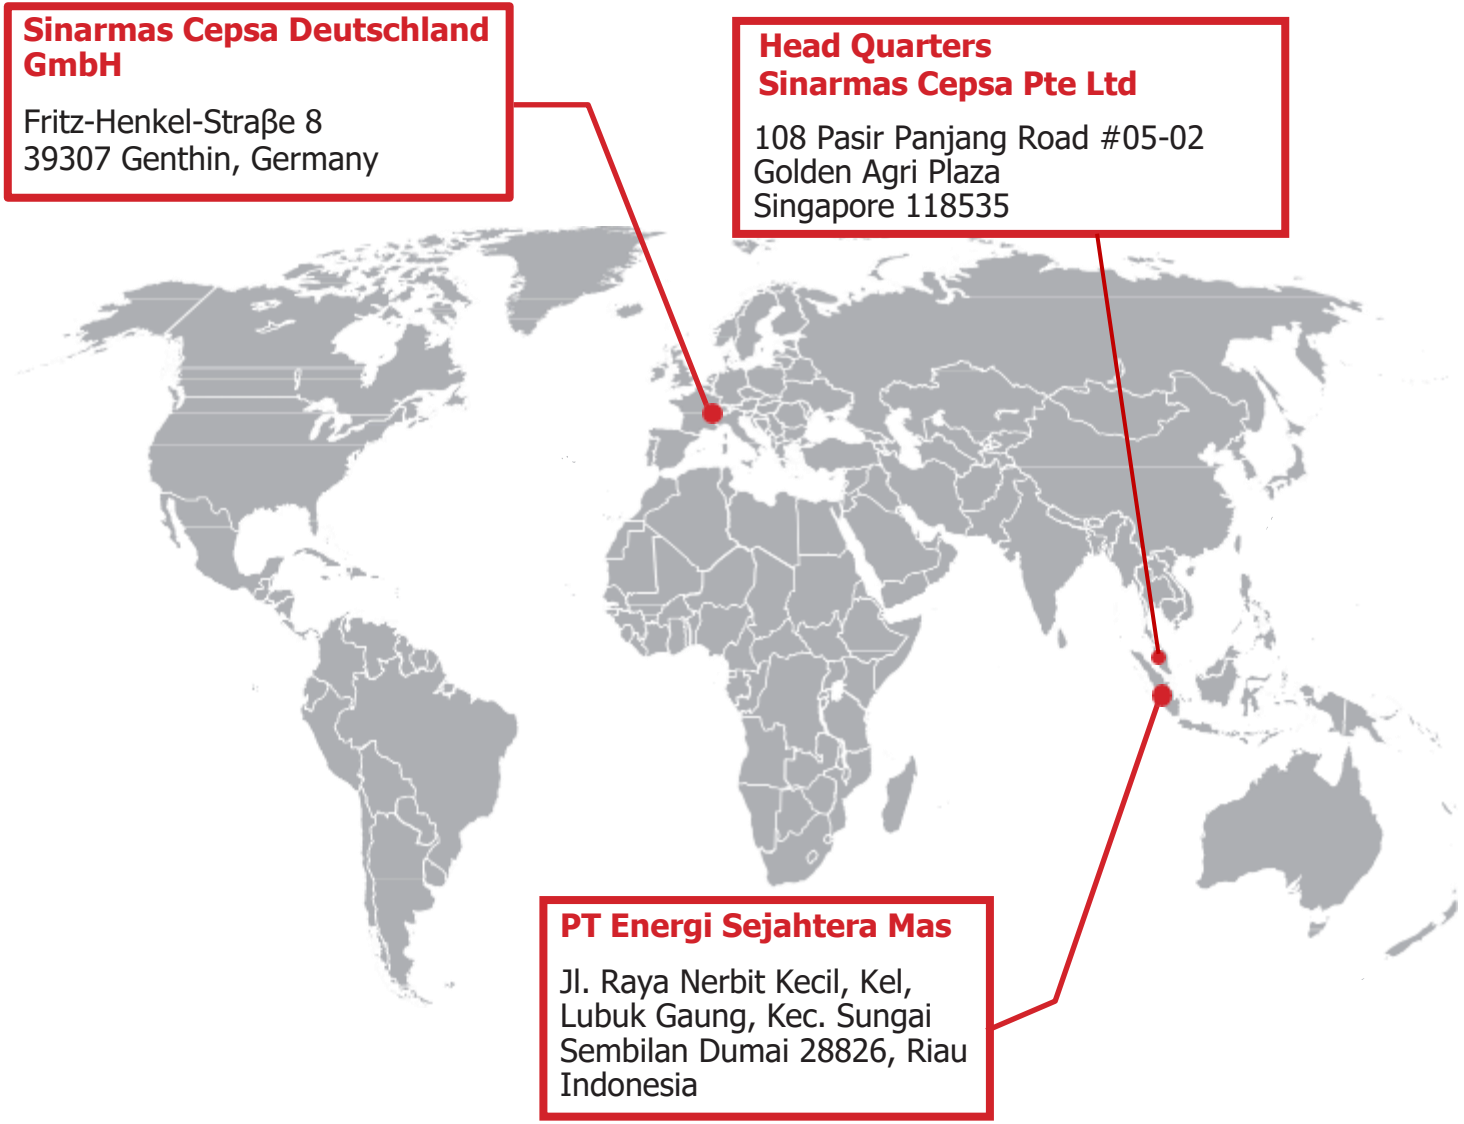 Sinarmas Cepsa Deutschland
GmbH
Fritz-Henkel-Straβe 8
39307 Genthin, Germany
Head Quarters
Sinarmas Cepsa Pte Ltd
108 Pasir Panjang Road #05-02
Golden Agri Plaza
Singapore 118535
PT Energi Sejahtera Mas
Jl. Raya Nerbit Kecil, Kel,
Lubuk Gaung, Kec. Sungai
Sembilan Dumai 28826, Riau
Indonesia